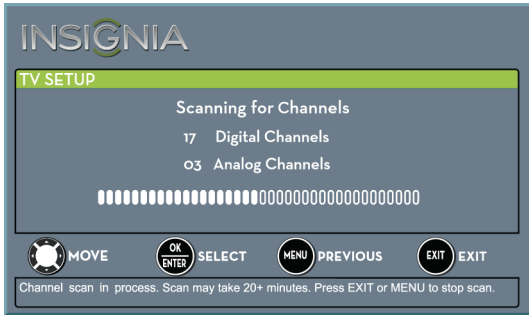 INSIGNIA
TV SETUP
Scanning for Channels
17 Digital Channels
03 Analog Channels
MOVE OK ENTER SELECT MENU PREVIOUS EXIT EXIT
Channel scan in process. Scan may take 20+ minutes. Press EXIT or MENU to stop scan.